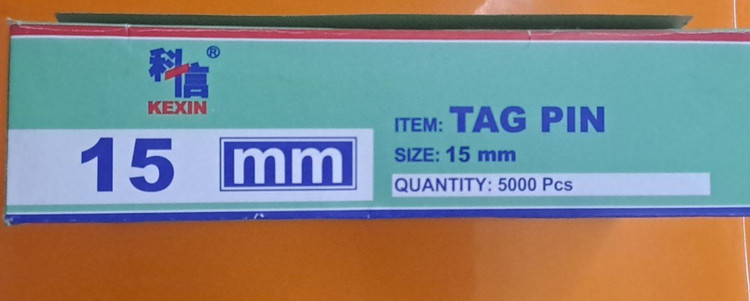 科信®
KEXIN
15 mm
ITEM: TAG PIN
SIZE: 15 mm
QUANTITY: 5000 Pcs